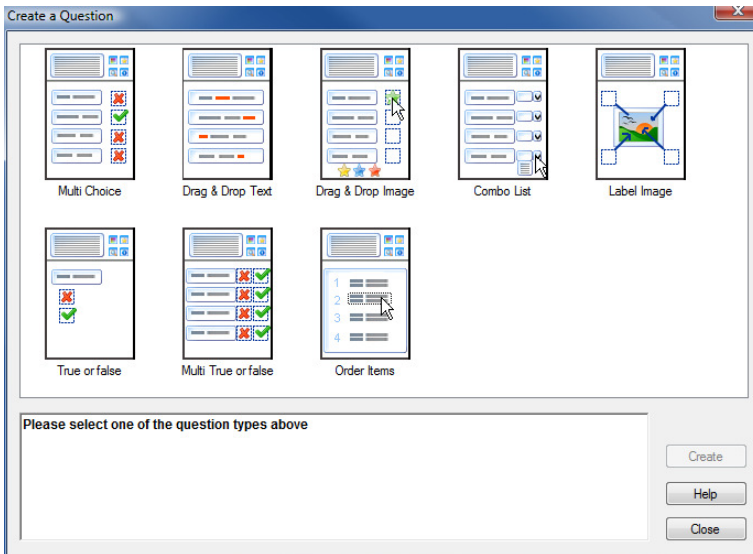 Create a Question
Multi Choice
Drag & Drop Text
Drag & Drop Image
Combo List
Label Image
True or false
Multi True or false
1
2
3
4
Order Items
Please select one of the question types above
Create
Help
Close